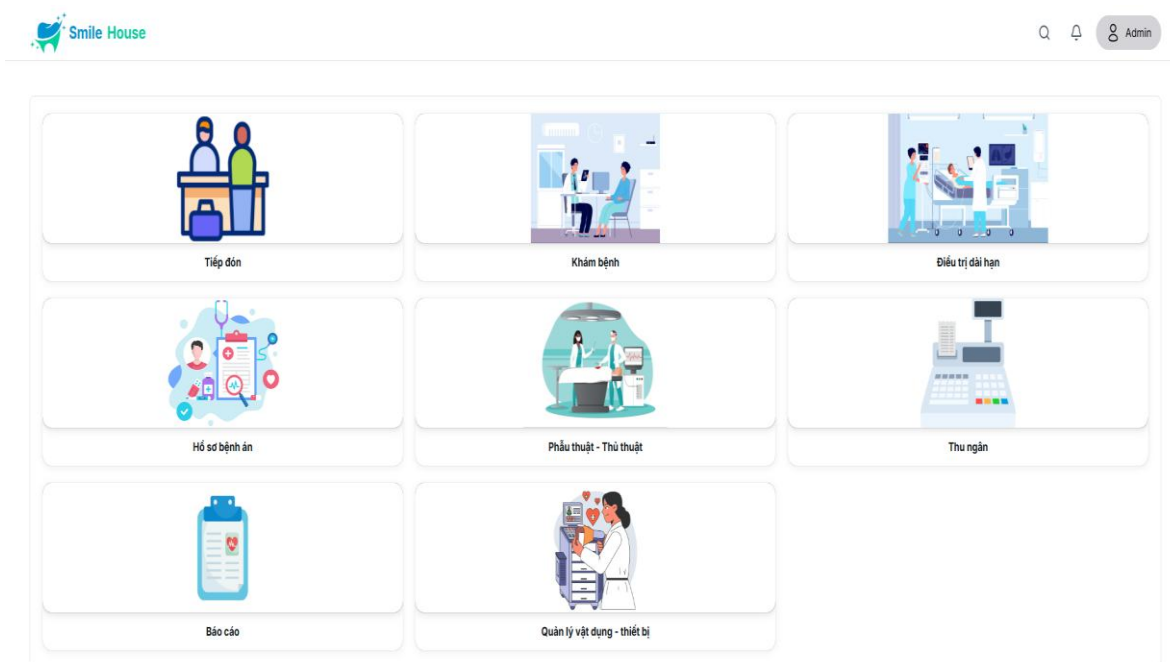 Smile House
Admin
Tiếp đón
Khám bệnh
Điều trị dài hạn
Hồ sơ bệnh án
Phẫu thuật - Thủ thuật
Thu ngân
Báo cáo
Quản lý vật dụng - thiết bị